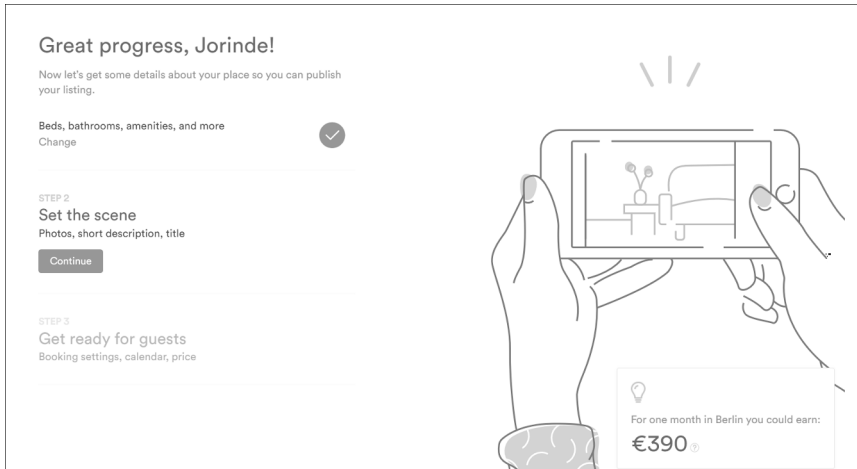 Great progress, Jorinde!
Now let's get some details about your place so you can publish
your listing.
Beds, bathrooms, amenities, and more
Change
STEP 2
Set the scene
Photos, short description, title
Continue
STEP 3
Get ready for guests
Booking settings, calendar, price
For one month in Berlin you could earn:
€390 ?